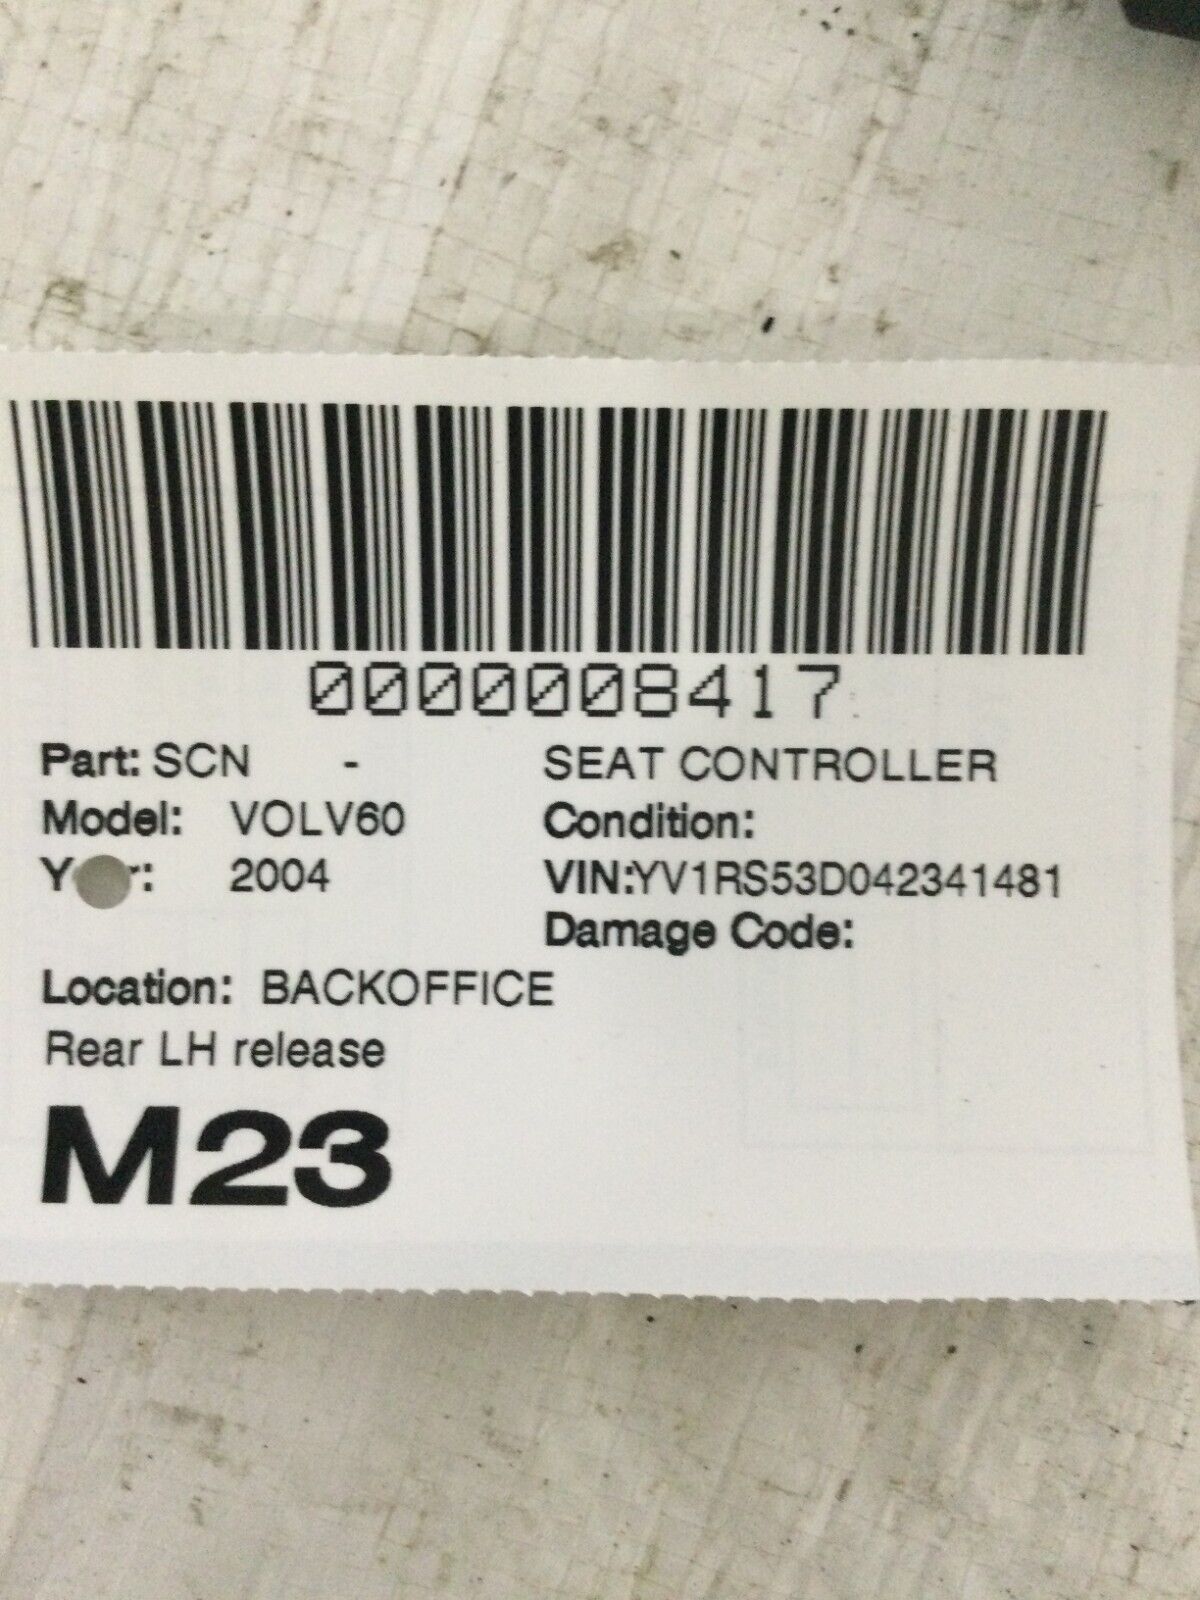 0000008417
Part: SCN - SEAT CONTROLLER
Model: VOLV60 Condition:
2004 VIN:YV1RS53D042341481
Damage Code:
Location: BACKOFFICE
Rear LH release
M23